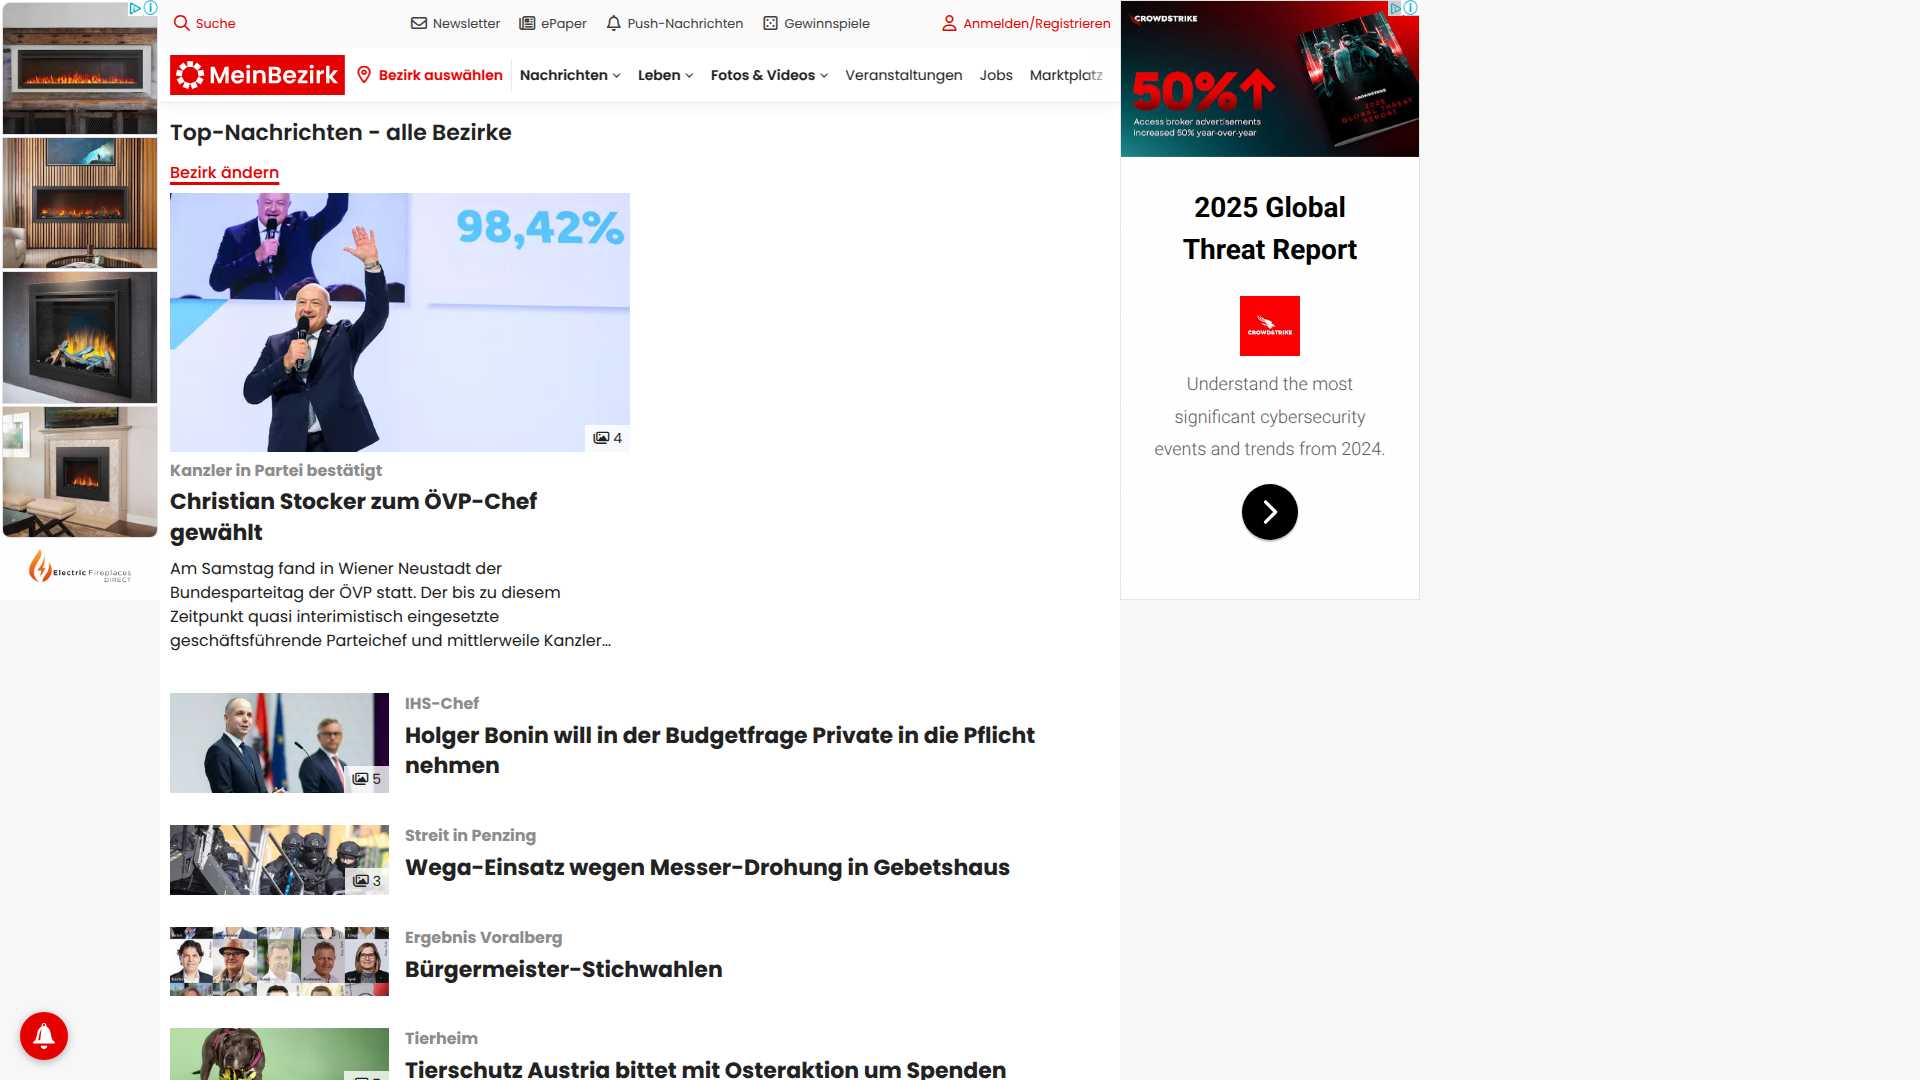 Suche
Newsletter
ePaper
Push-Nachrichten
Gewinnspiele
Anmelden/Registrieren
MeinBezirk
Bezirk auswählen
Nachrichten
Leben
Fotos & Videos
Veranstaltungen
Jobs
Marktplatz
Top-Nachrichten - alle Bezirke
Bezirk ändern
98,42%
4
Kanzler in Partei bestätigt
Christian Stocker zum ÖVP-Chef
gewählt
Am Samstag fand in Wiener Neustadt der
Bundesparteitag der ÖVP statt. Der bis zu diesem
Zeitpunkt quasi interimistisch eingesetzte
geschäftsführende Parteichef und mittlerweile Kanzler...
5
IHS-Chef
Holger Bonin will in der Budgetfrage Private in die Pflicht
nehmen
3
Streit in Penzing
Wega-Einsatz wegen Messer-Drohung in Gebetshaus
Ergebnis Voralberg
Bürgermeister-Stichwahlen
Tierheim
Tierschutz Austria bittet mit Osteraktion um Spenden
Electric Fireplaces
DIRECT
CROWDSTRIKE
50%
Access broker advertisements
increased 50% year-over-year
CROWDSTRIKE
2025
GLOBAL THREAT
REPORT
2025 Global
Threat Report
CROWDSTRIKE
Understand the most
significant cybersecurity
events and trends from 2024.